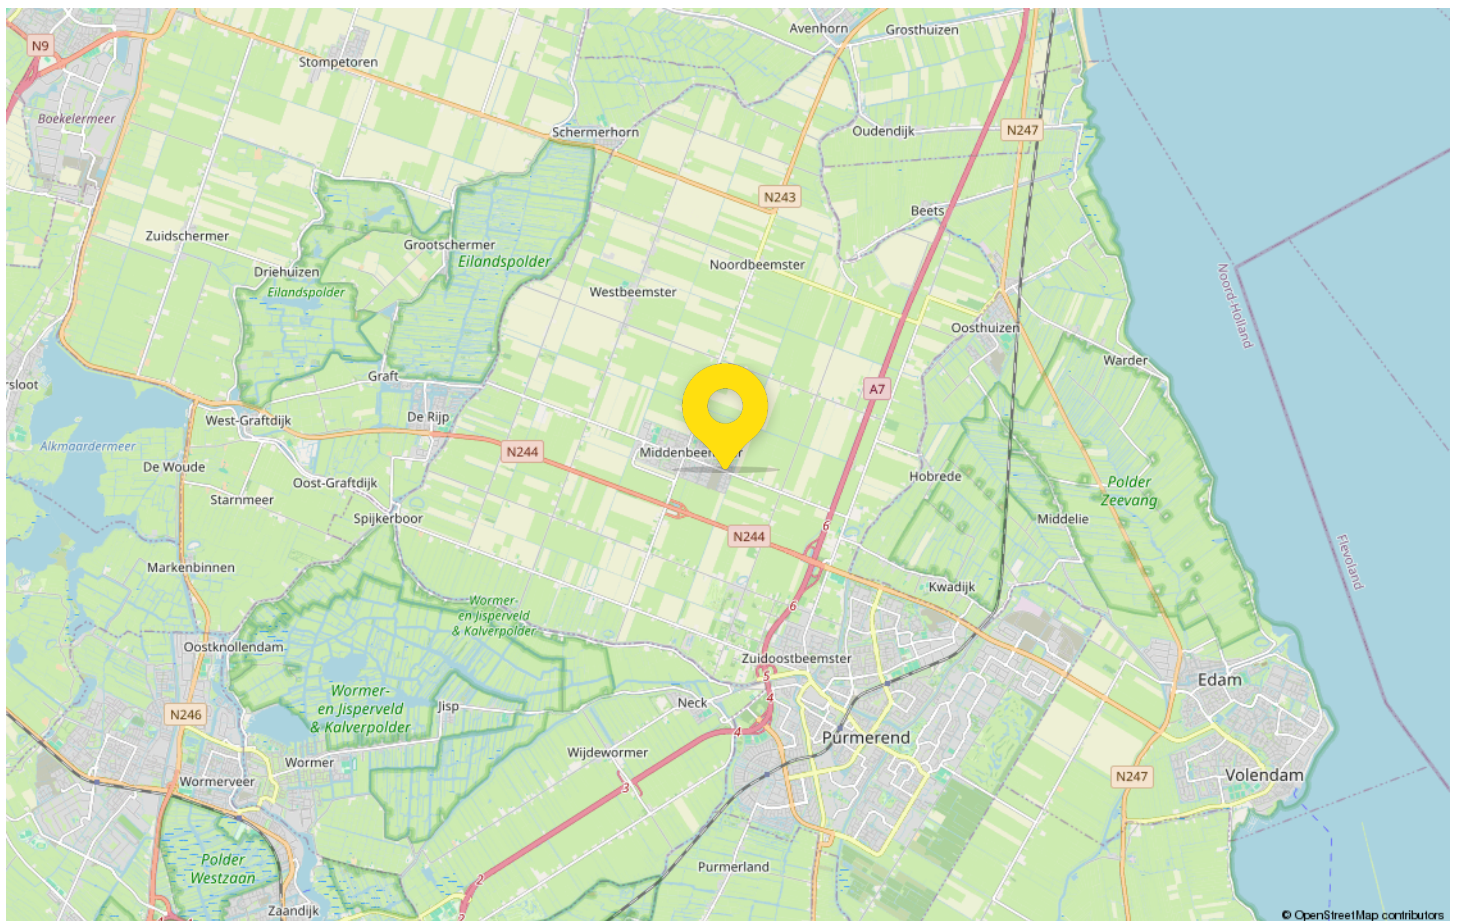 Avenhorn
Grosthuizen
N9
Stompetoren
Boekelermeer
Schermerhorn
Oudendijk
N247
N243
Beets
Zuidschermer
Grootschermer
Eilandspolder
Noordbeemster
Driehuizen
Eilandspolder
Westbeemster
Noord-Holland
Oosthuizen
Warder
rsloot
Graft
A7
West-Graftdijk
De Rijp
Alkmaardermeer
N244
De Woude
Oost-Graftdijk
Starnmeer
Hobrede
Polder
Zeevang
Spijkerboor
Middelie
6
N244
Flevoland
Markenbinnen
Kwadijk
Wormer-
en Jisperveld
& Kalverpolder
6
Oostknollendam
Zuidoostbeemster
5
Edam
Wormer-
en Jisperveld
& Kalverpolder
Jisp
Neck
4
N246
4
Purmerend
Wijdewormer
Wormer
Wormerveer
3
N247
Volendam
Polder
Westzaan
Purmerland
2
Zaandijk
2
© OpenStreetMap contributors